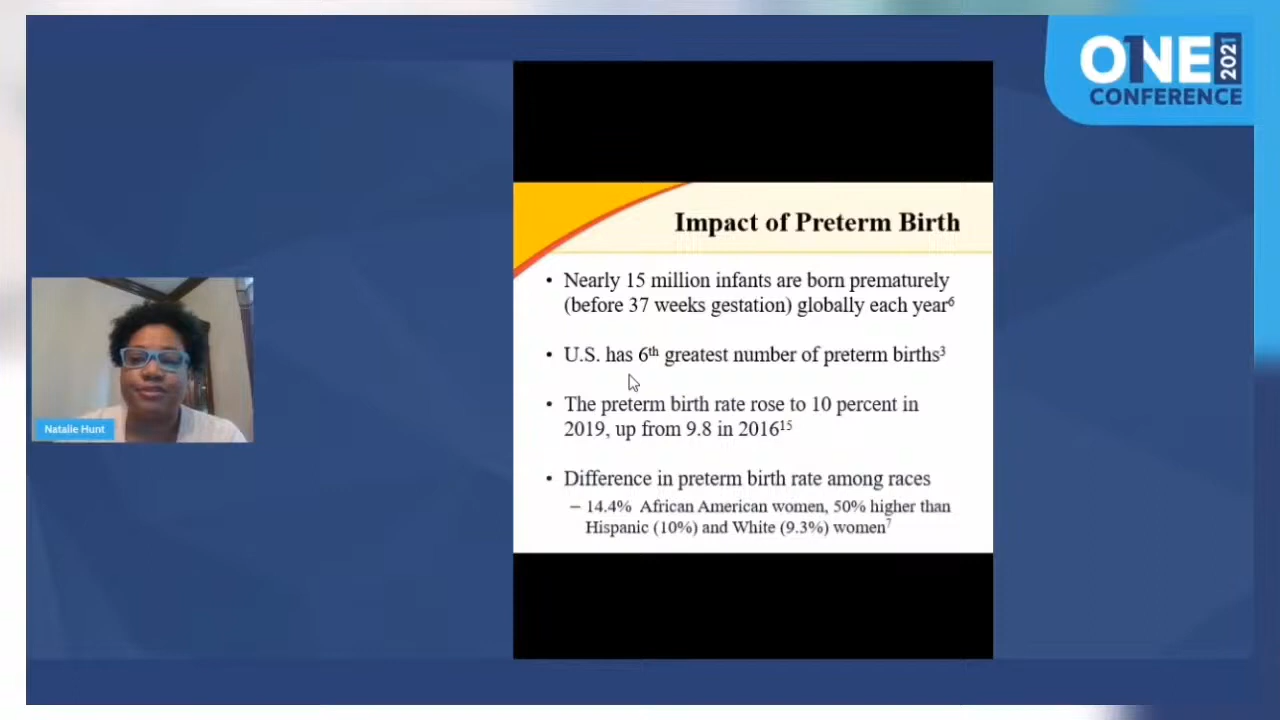 ONE 2021
CONFERENCE
Impact of Preterm Birth
• Nearly 15 million infants are born prematurely
(before 37 weeks gestation) globally each year⁶
• U.S. has 6th greatest number of preterm births³
• The preterm birth rate rose to 10 percent in
2019, up from 9.8 in 2016¹⁵
• Difference in preterm birth rate among races
– 14.4% African American women, 50% higher than
Hispanic (10%) and White (9.3%) women⁷
Natalie Hunt